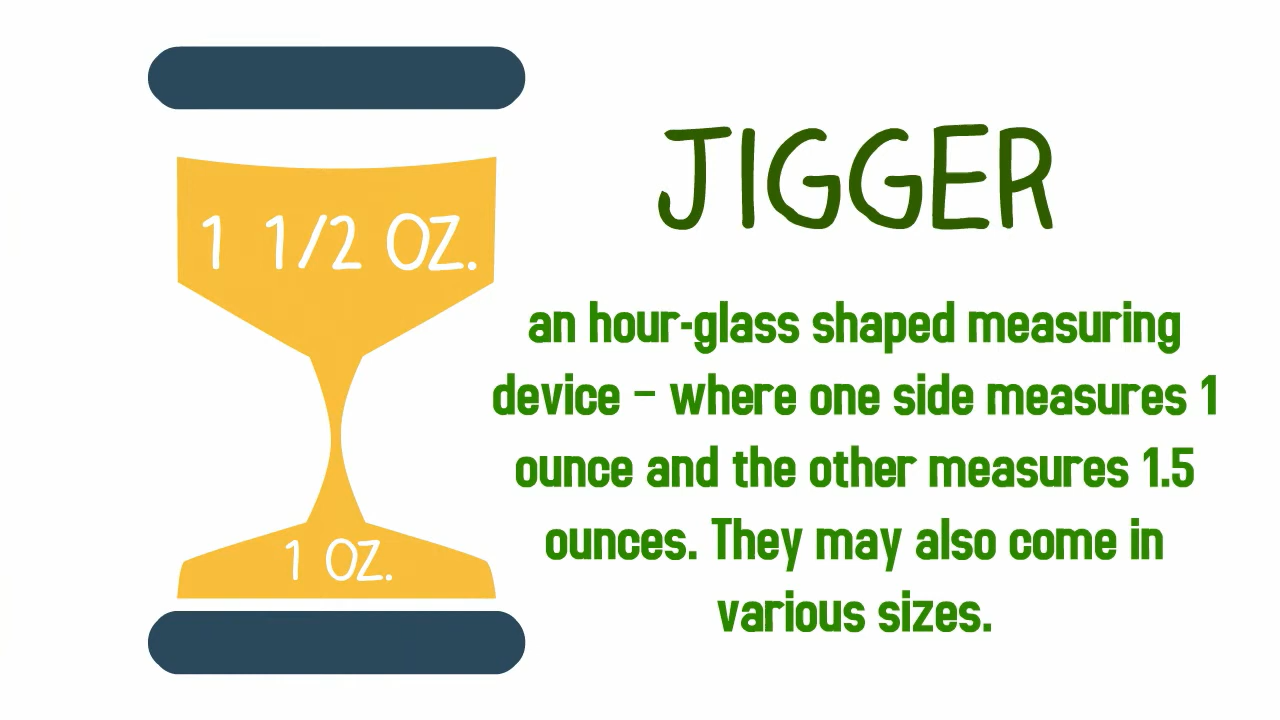 JIGGER
1 1/2 OZ.
an hour-glass shaped measuring
device – where one side measures 1
ounce and the other measures 1.5
ounces. They may also come in
various sizes.
1 OZ.